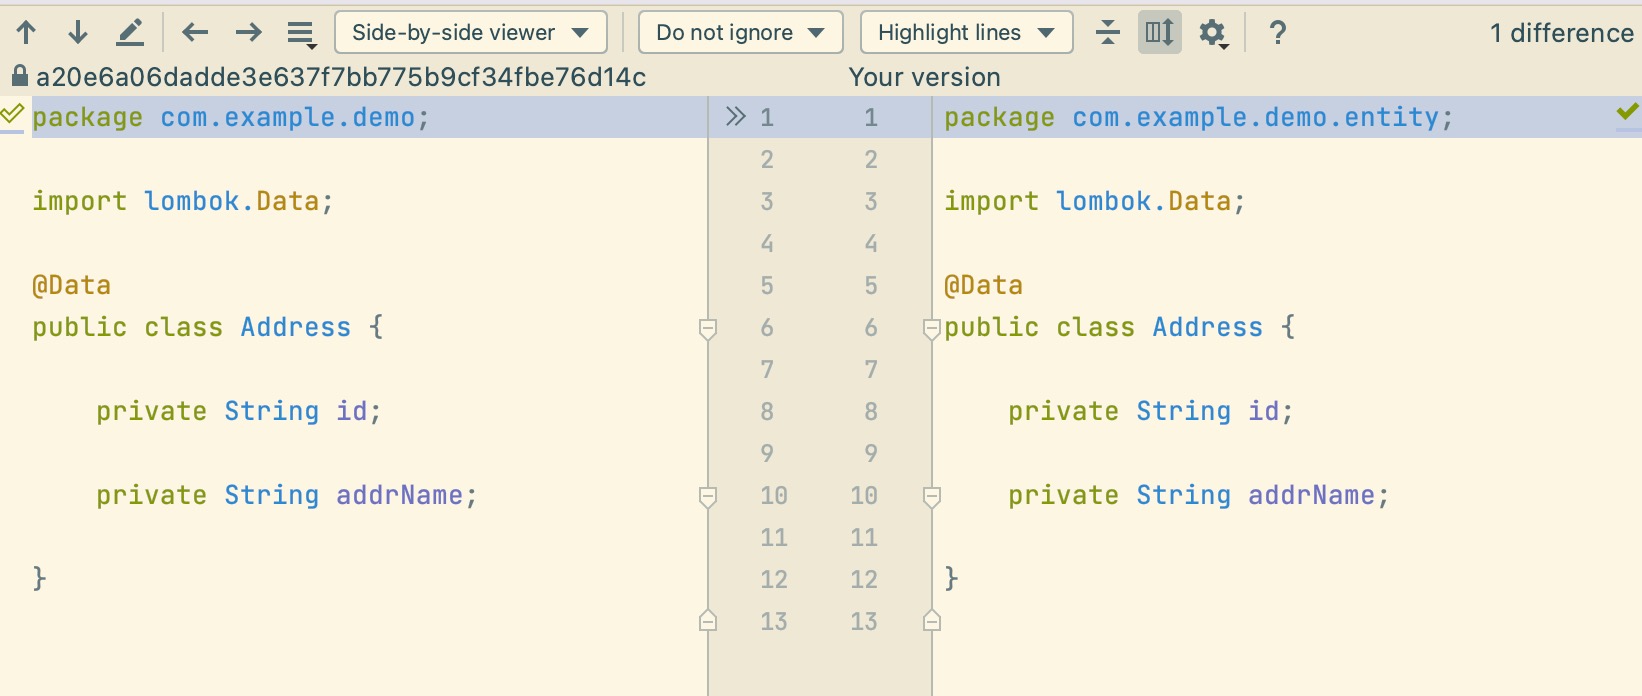 Side-by-side viewer Do not ignore Highlight lines ? 1 difference
a20e6a06dadde3e637f7bb775b9cf34fbe76d14c Your version
package com.example.demo; 1 1 package com.example.demo.entity;
2 2
import lombok.Data; 3 3 import lombok.Data;
4 4
@Data 5 5 @Data
public class Address { 6 6 public class Address {
7 7
private String id; 8 8 private String id;
9 9
private String addrName; 10 10 private String addrName;
11 11
} 12 12 }
13 13